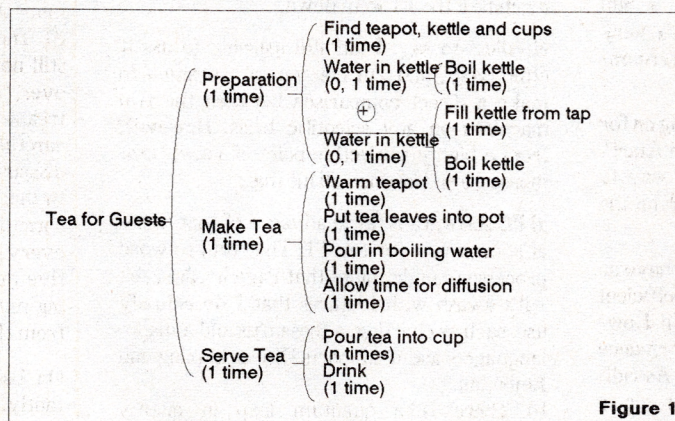 Tea for Guests
Preparation
(1 time)
Find teapot, kettle and cups
(1 time)
Water in kettle
(0, 1 time)
Boil kettle
(1 time)
+
Water in kettle
(0, 1 time)
Fill kettle from tap
(1 time)
Boil kettle
(1 time)
Make Tea
(1 time)
Warm teapot
(1 time)
Put tea leaves into pot
(1 time)
Pour in boiling water
(1 time)
Allow time for diffusion
(1 time)
Serve Tea
(1 time)
Pour tea into cup
(n times)
Drink
(1 time)
Figure 1